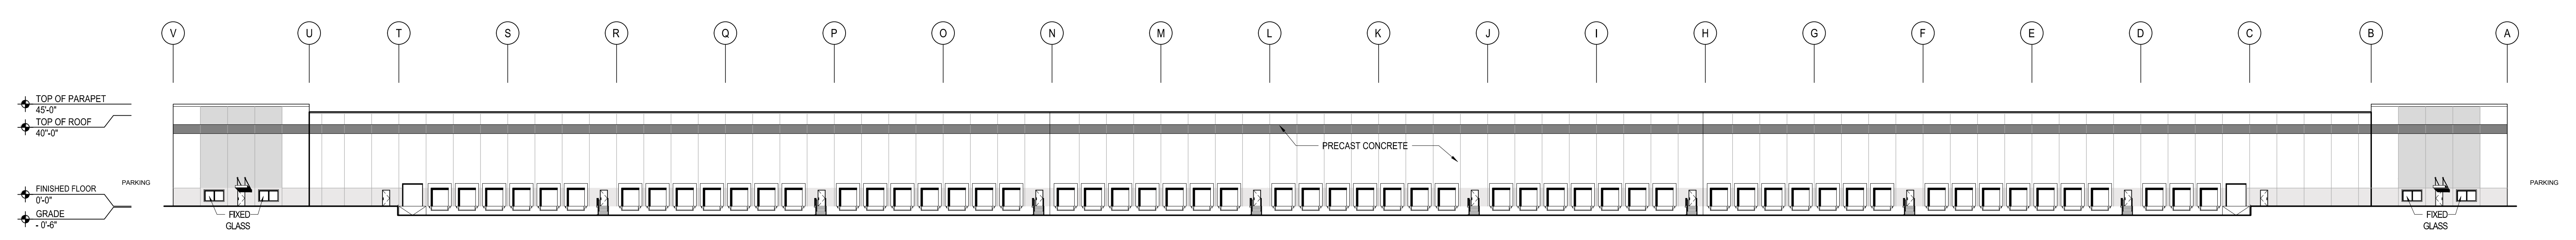 V U T S R Q P O N M L K J I H G F E D C B A
TOP OF PARAPET
45'-0"
TOP OF ROOF
40"-0"
PRECAST CONCRETE
PARKING
PARKING
FINISHED FLOOR
0'-0"
GRADE
- 0'-6"
FIXED
GLASS
FIXED
GLASS